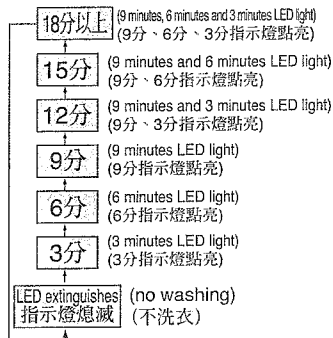 18分以上 (9 minutes, 6 minutes and 3 minutes LED light)
(9分、6分、3分指示燈點亮)
15分 (9 minutes and 6 minutes LED light)
(9分、6分指示燈點亮)
12分 (9 minutes and 3 minutes LED light)
(9分、3分指示燈點亮)
9分 (9 minutes LED light)
(9分指示燈點亮)
6分 (6 minutes LED light)
(6分指示燈點亮)
3分 (3 minutes LED light)
(3分指示燈點亮)
LED extinguishes (no washing)
指示燈熄滅 (不洗衣)